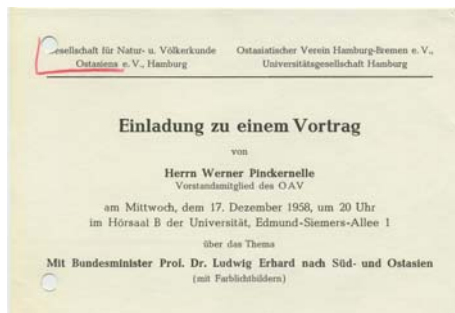 Gesellschaft für Natur- u. Völkerkunde
Ostasiens e. V., Hamburg
Ostasiatischer Verein Hamburg-Bremen e. V.,
Universitätsgesellschaft Hamburg
Einladung zu einem Vortrag
von
Herrn Werner Pinckernelle
Vorstandsmitglied des OAV
am Mittwoch, dem 17. Dezember 1958, um 20 Uhr
im Hörsaal B der Universität, Edmund-Siemers-Allee 1
über das Thema
Mit Bundesminister Prof. Dr. Ludwig Erhard nach Süd- und Ostasien
(mit Farblichtbildern)